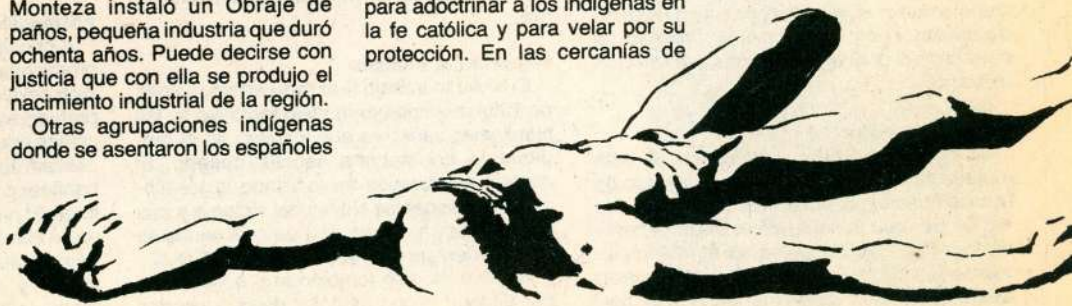 Monteza instaló un Obraje de
paños, pequeña industria que duró
ochenta años. Puede decirse con
justicia que con ella se produjo el
nacimiento industrial de la región.
Otras agrupaciones indígenas
donde se asentaron los españoles
para adoctrinar a los indígenas en
la fe católica y para velar por su
protección. En las cercanías de